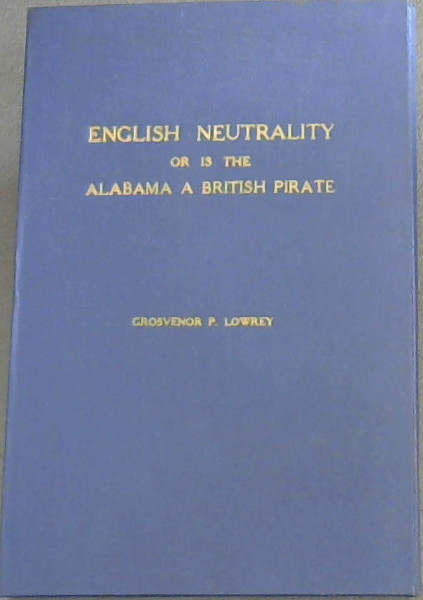 ENGLISH NEUTRALITY
OR IS THE
ALABAMA A BRITISH PIRATE
GROSVENOR P. LOWREY